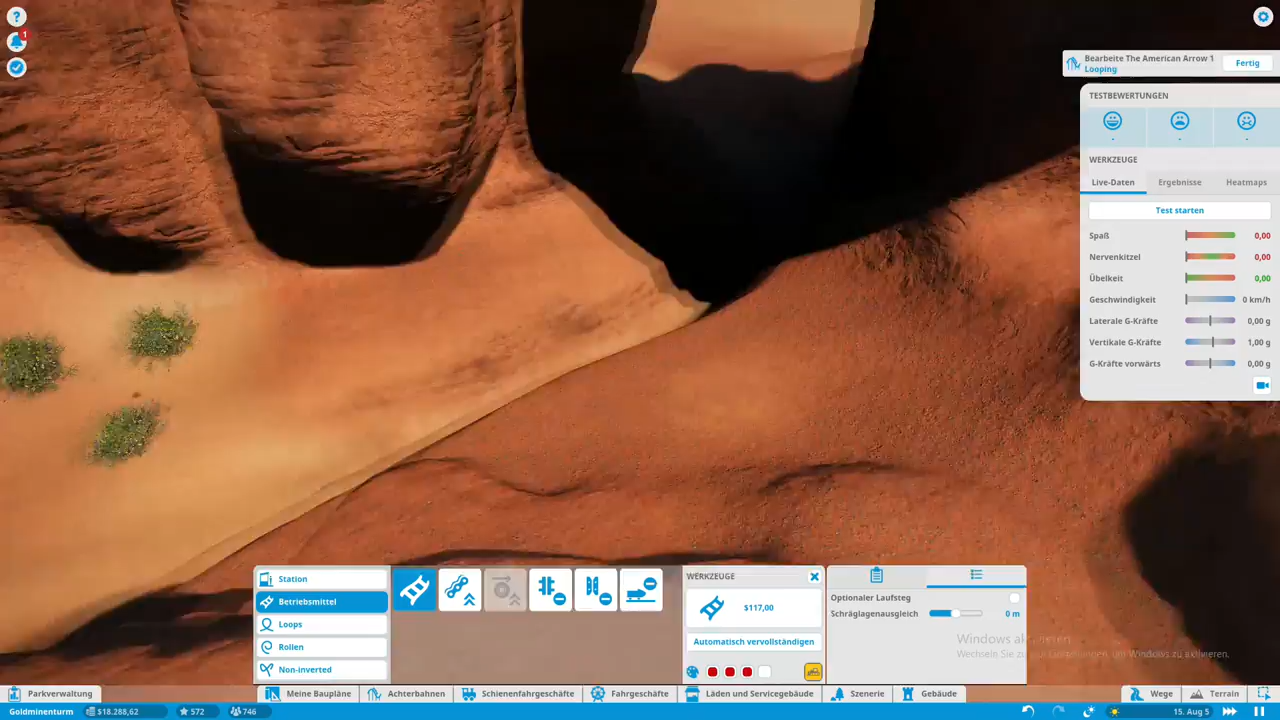 ?
1
Bearbeite The American Arrow 1
Looping
Fertig
TESTBEWERTUNGEN
- - -
WERKZEUGE
Live-Daten Ergebnisse Heatmaps
Test starten
Spaß 0,00
Nervenkitzel 0,00
Übelkeit 0,00
Geschwindigkeit 0 km/h
Laterale G-Kräfte 0,00 g
Vertikale G-Kräfte 1,00 g
G-Kräfte vorwärts 0,00 g
Station
Betriebsmittel
Loops
Rollen
Non-inverted
WERKZEUGE
$117,00
Automatisch vervollständigen
Optionaler Laufsteg
Schräglagenausgleich 0 m
Windows aktivieren
Wechseln Sie zu den Einstellungen, um Windows zu aktivieren.
Parkverwaltung Meine Baupläne Achterbahnen Schienenfahrgeschäfte Fahrgeschäfte Läden und Servicegebäude Szenerie Gebäude Wege Terrain
Goldminenturm $18.288,62 572 746 15. Aug 5